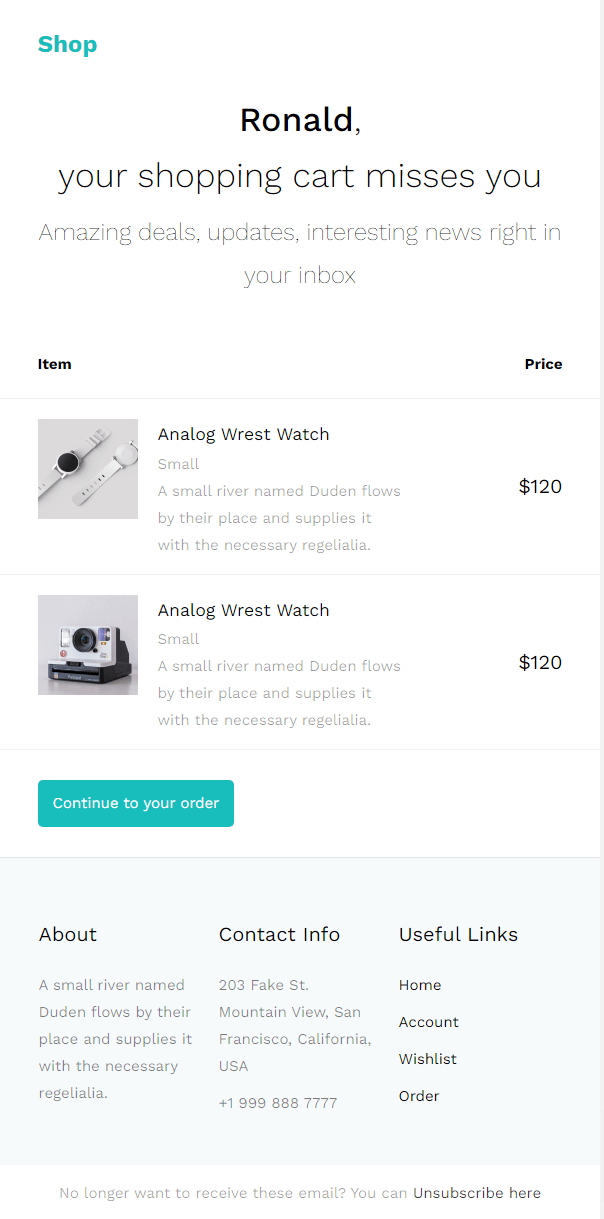 Shop
Ronald,
your shopping cart misses you
Amazing deals, updates, interesting news right in
your inbox
Item Price
Analog Wrest Watch
Small
A small river named Duden flows
by their place and supplies it
with the necessary regelialia.
$120
Analog Wrest Watch
Small
A small river named Duden flows
by their place and supplies it
with the necessary regelialia.
$120
Continue to your order
About
A small river named
Duden flows by their
place and supplies it
with the necessary
regelialia.
Contact Info
203 Fake St.
Mountain View, San
Francisco, California,
USA
+1 999 888 7777
Useful Links
Home
Account
Wishlist
Order
No longer want to receive these email? You can Unsubscribe here